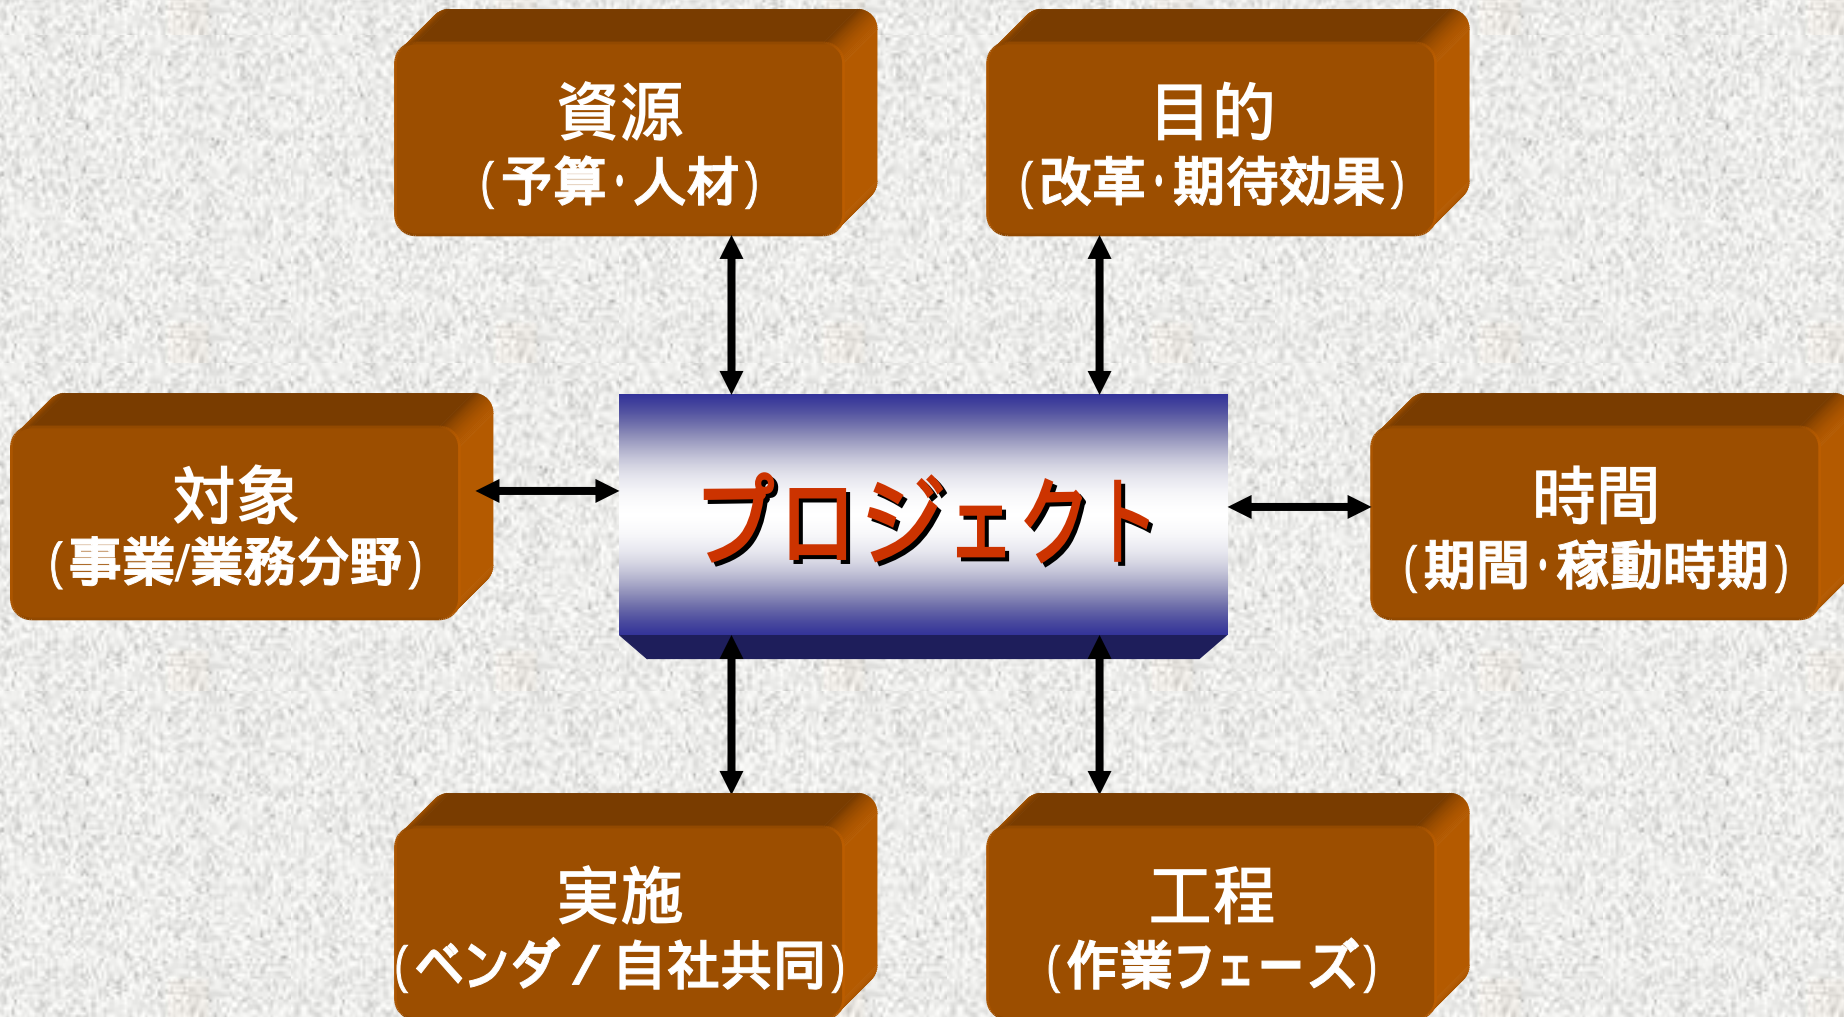 資源
(予算・人材)
目的
(改革・期待効果)
対象
(事業/業務分野)
プロジェクト
時間
(期間・稼動時期)
実施
(ベンダ/自社共同)
工程
(作業フェーズ)